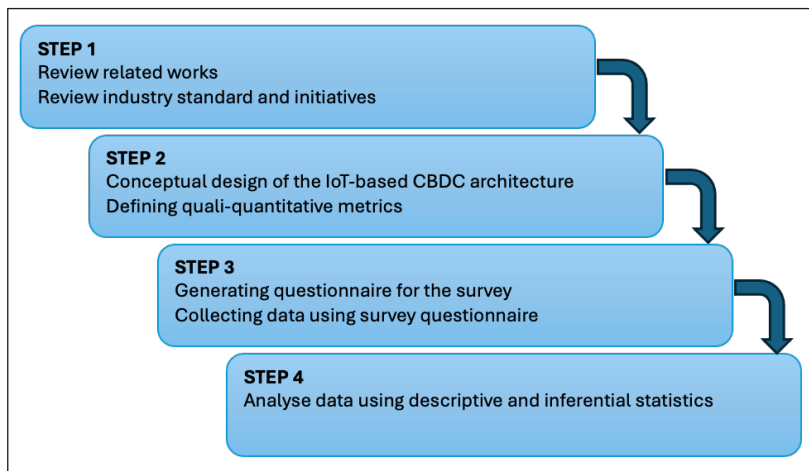 STEP 1
Review related works
Review industry standard and initiatives
STEP 2
Conceptual design of the IoT-based CBDC architecture
Defining quali-quantitative metrics
STEP 3
Generating questionnaire for the survey
Collecting data using survey questionnaire
STEP 4
Analyse data using descriptive and inferential statistics